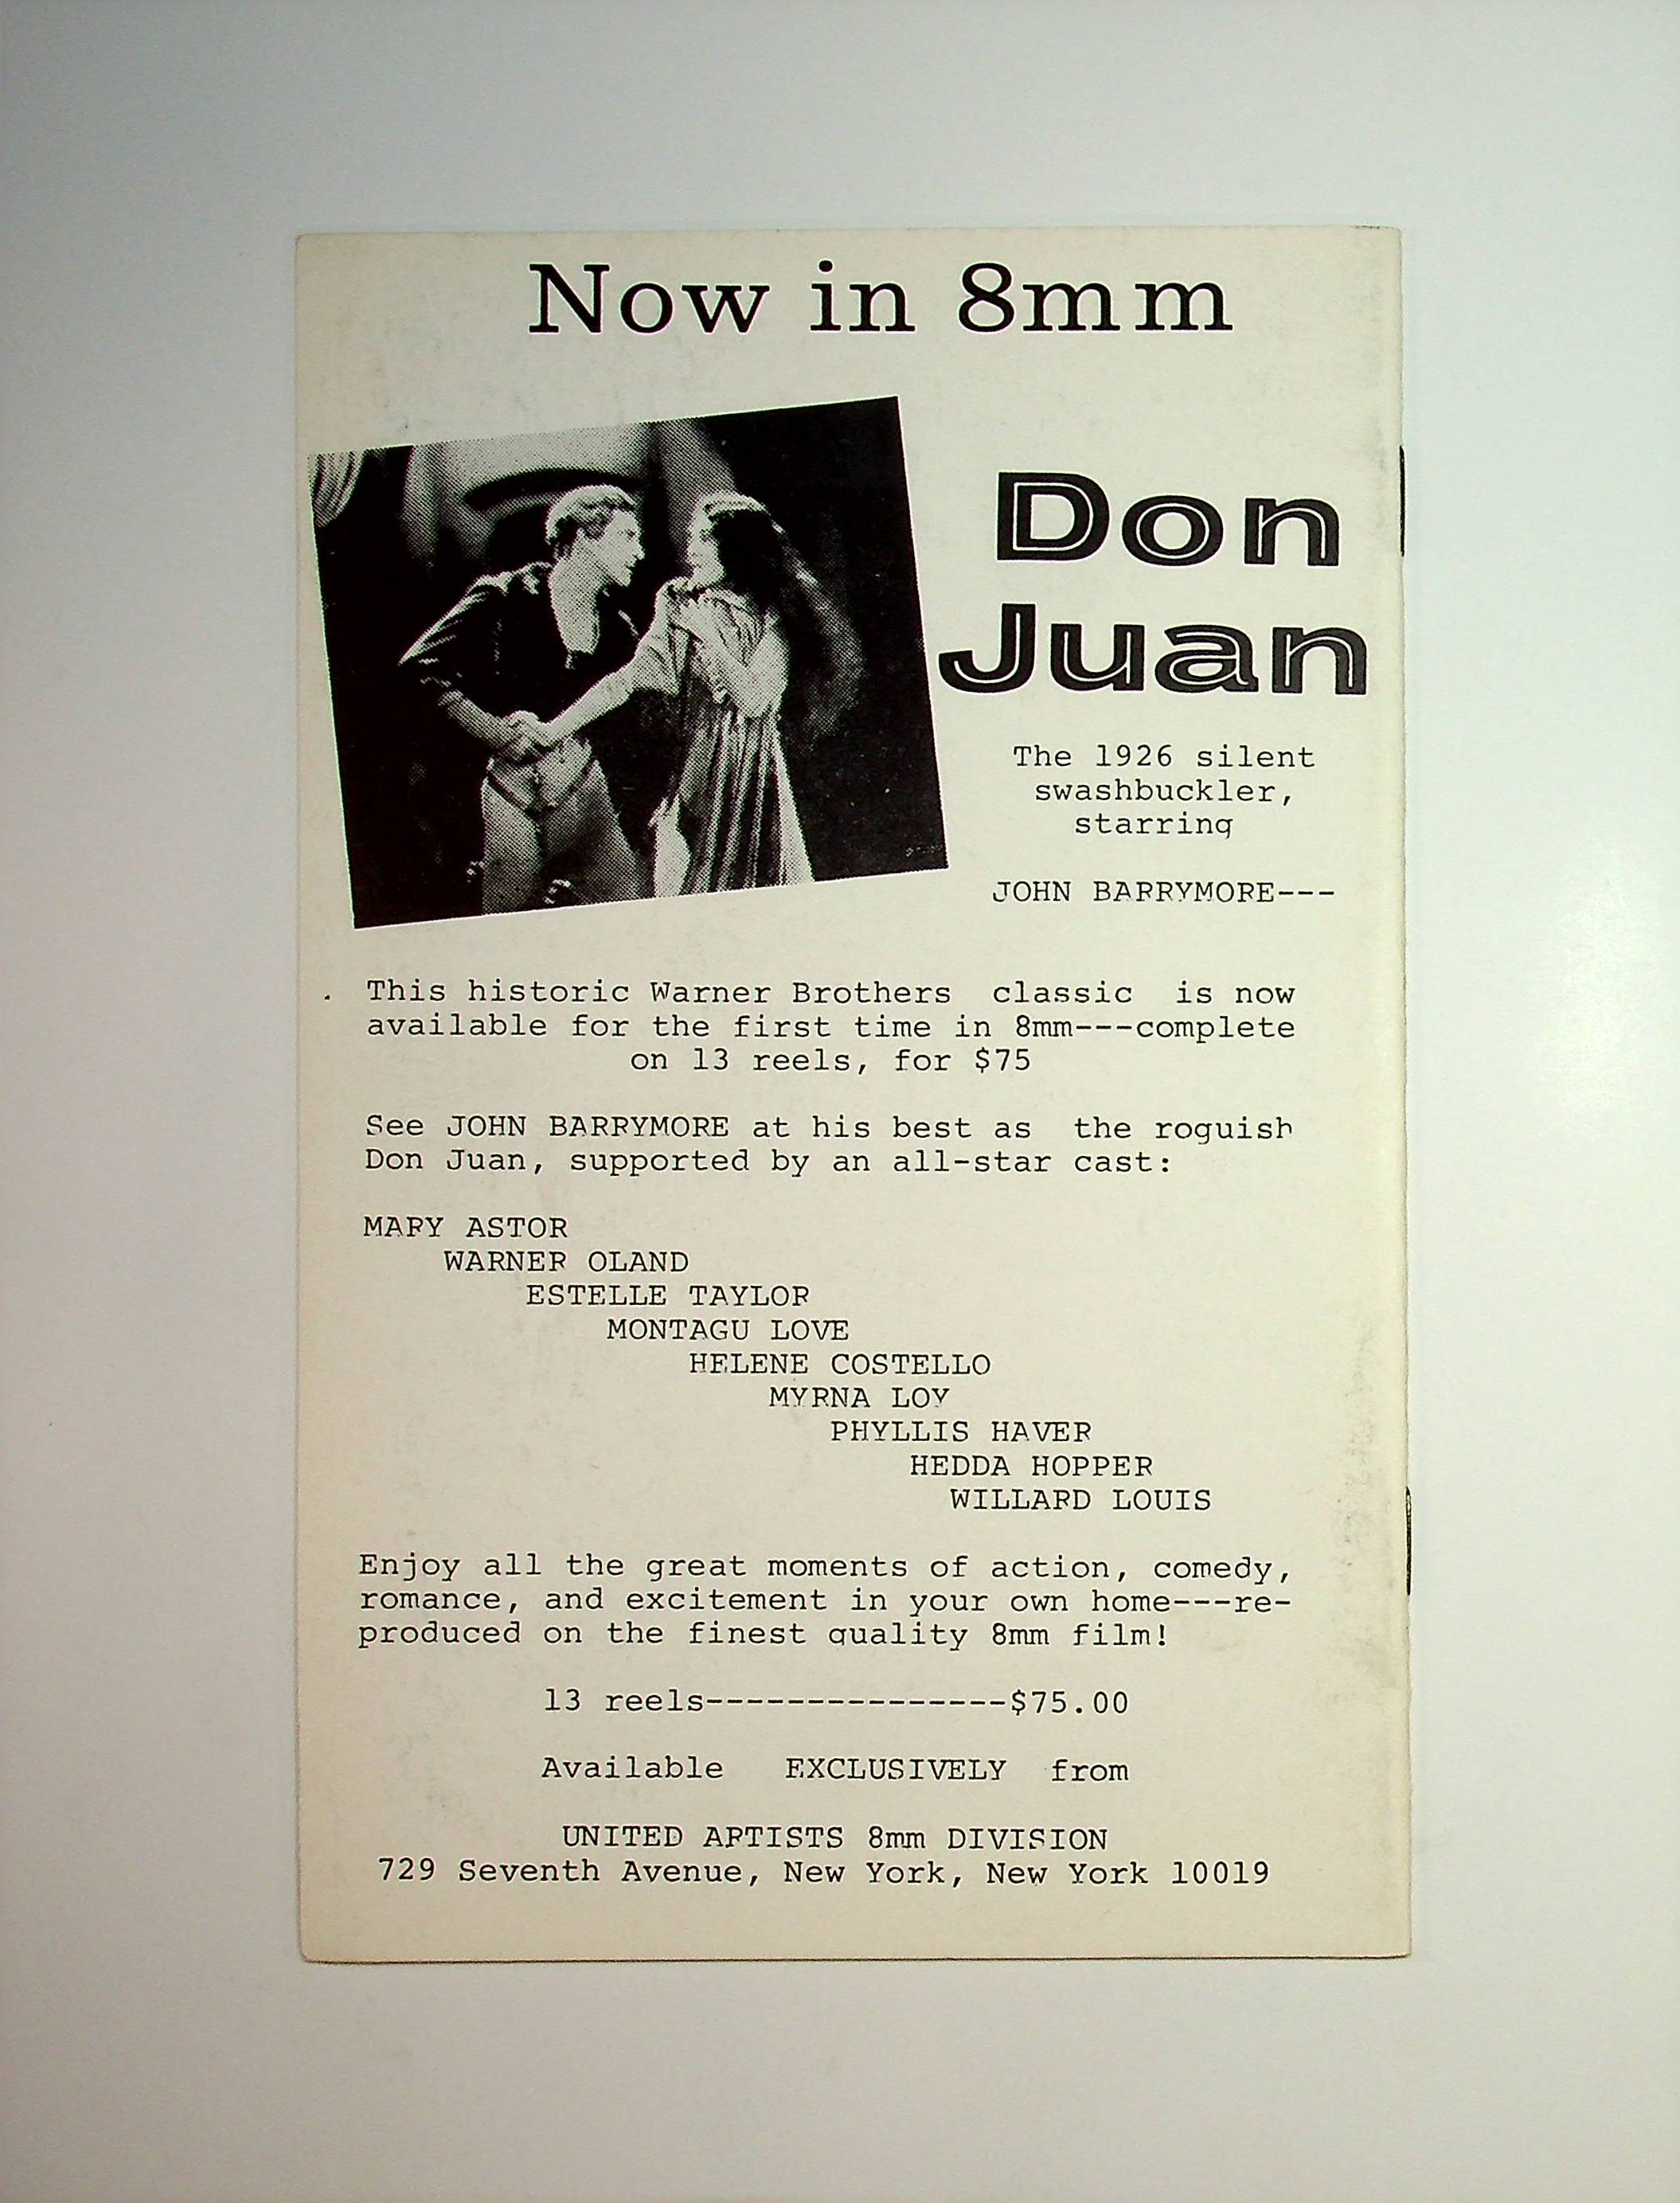 Now in 8mm
Don
Juan
The 1926 silent
swashbuckler,
starring
JOHN BARRYMORE---
This historic Warner Brothers classic is now
available for the first time in 8mm---complete
on 13 reels, for $75
See JOHN BARRYMORE at his best as the roguish
Don Juan, supported by an all-star cast:
MARY ASTOR
WARNER OLAND
ESTELLE TAYLOR
MONTAGU LOVE
HELENE COSTELLO
MYRNA LOY
PHYLLIS HAVER
HEDDA HOPPER
WILLARD LOUIS
Enjoy all the great moments of action, comedy,
romance, and excitement in your own home---re-
produced on the finest quality 8mm film!
13 reels---------------$75.00
Available EXCLUSIVELY from
UNITED ARTISTS 8mm DIVISION
729 Seventh Avenue, New York, New York 10019